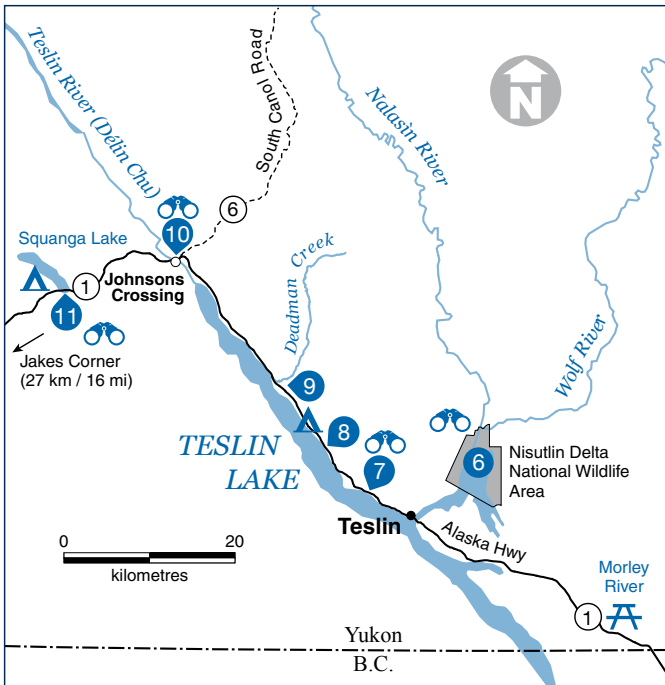 Teslin River (Délin Chu)
South Canol Road
Nalasìn River
N
6
10
Squanga Lake
1
Johnsons
Crossing
11
Jakes Corner
(27 km / 16 mi)
Deadman Creek
Wolf River
9
8
7
TESLIN
LAKE
6
Nisutlin Delta
National Wildlife
Area
Teslin
Alaska Hwy
0 20
kilometres
Morley
River
1
Yukon
B.C.